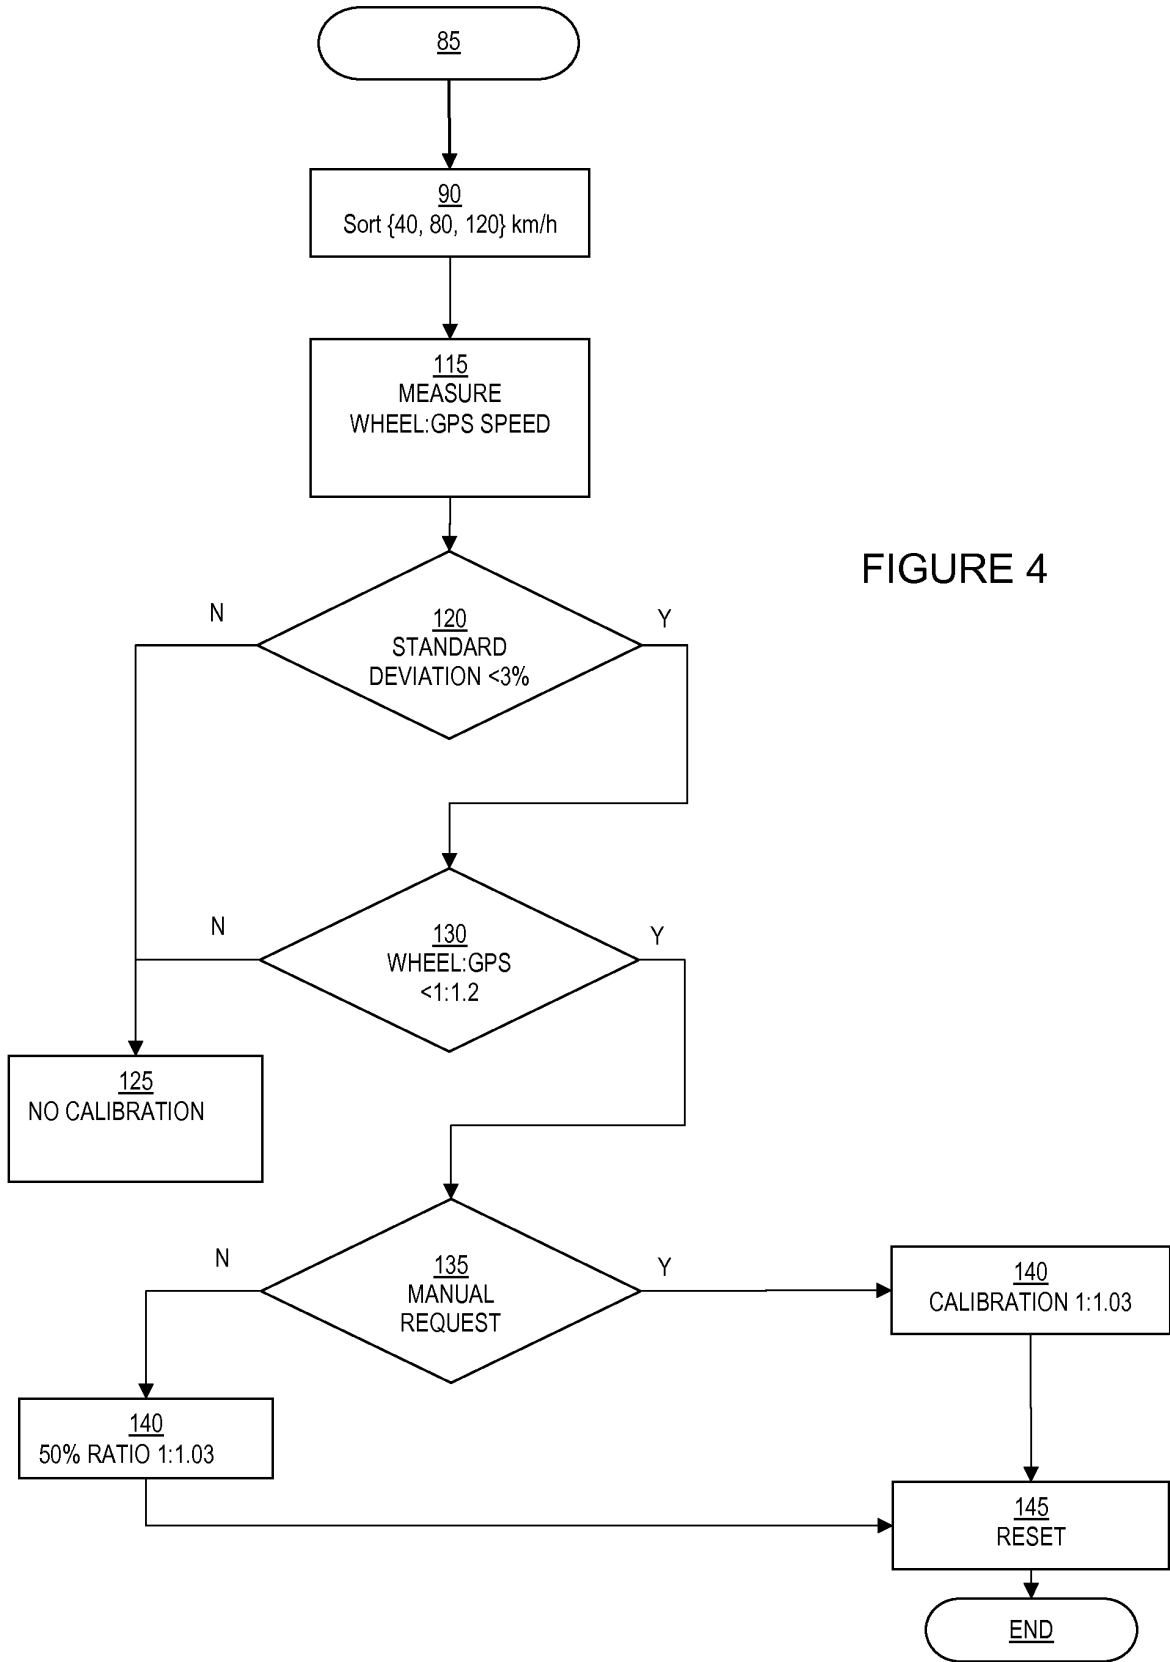 85
90
Sort {40, 80, 120} km/h
115
MEASURE
WHEEL:GPS SPEED
FIGURE 4
N
Y
120
STANDARD
DEVIATION <3%
N
Y
130
WHEEL:GPS
<1:1.2
125
NO CALIBRATION
N
Y
135
MANUAL
REQUEST
140
CALIBRATION 1:1.03
140
50% RATIO 1:1.03
145
RESET
END